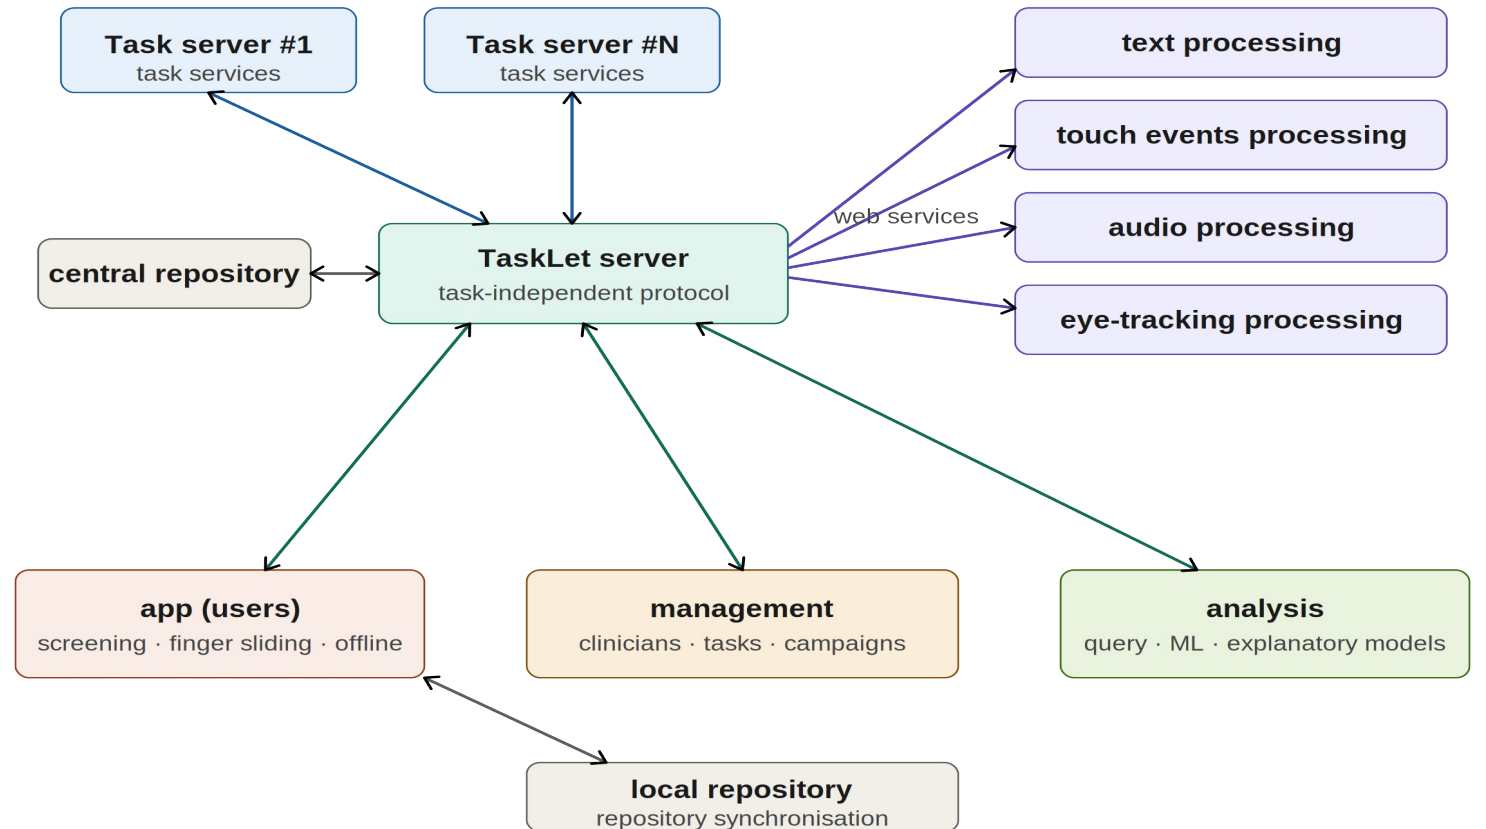 Task server #1
task services
Task server #N
task services
text processing
touch events processing
web services
audio processing
central repository
TaskLet server
task-independent protocol
eye-tracking processing
app (users)
screening · finger sliding · offline
management
clinicians · tasks · campaigns
analysis
query · ML · explanatory models
local repository
repository synchronisation